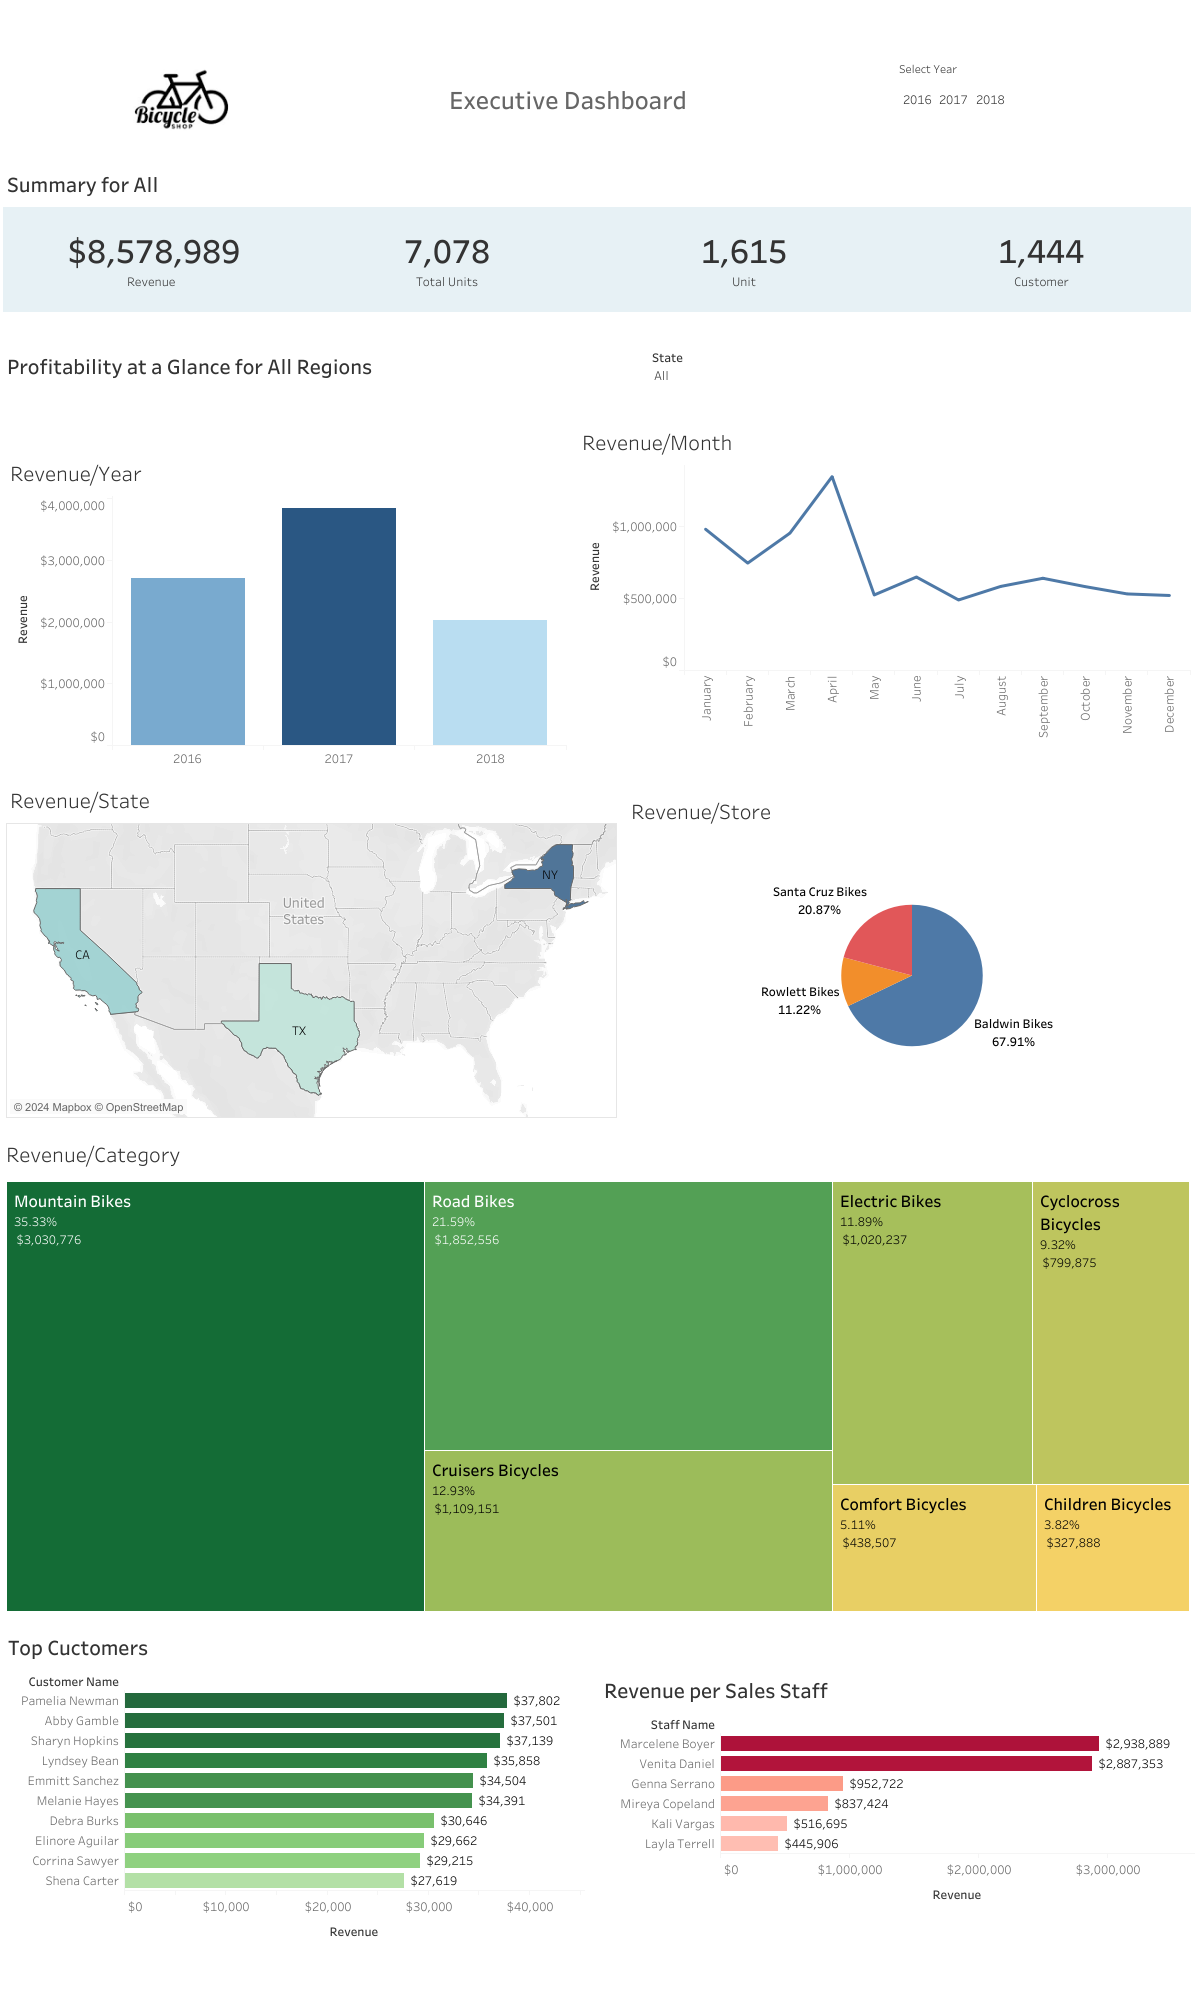 Bicycle
SHOP
Executive Dashboard
Select Year
2016 2017 2018
Summary for All
$8,578,989
Revenue
7,078
Total Units
1,615
Unit
1,444
Customer
Profitability at a Glance for All Regions
State
All
Revenue/Year
$4,000,000
$3,000,000
$2,000,000
$1,000,000
$0
Revenue
2016
2017
2018
Revenue/Month
$1,000,000
$500,000
$0
Revenue
January
February
March
April
May
June
July
August
September
October
November
December
Revenue/State
United
States
NY
CA
TX
© 2024 Mapbox © OpenStreetMap
Revenue/Store
Santa Cruz Bikes
20.87%
Rowlett Bikes
11.22%
Baldwin Bikes
67.91%
Revenue/Category
Mountain Bikes
35.33%
$3,030,776
Road Bikes
21.59%
$1,852,556
Cruisers Bicycles
12.93%
$1,109,151
Electric Bikes
11.89%
$1,020,237
Cyclocross
Bicycles
9.32%
$799,875
Comfort Bicycles
5.11%
$438,507
Children Bicycles
3.82%
$327,888
Top Cuctomers
Customer Name
Pamelia Newman $37,802
Abby Gamble $37,501
Sharyn Hopkins $37,139
Lyndsey Bean $35,858
Emmitt Sanchez $34,504
Melanie Hayes $34,391
Debra Burks $30,646
Elinore Aguilar $29,662
Corrina Sawyer $29,215
Shena Carter $27,619
$0 $10,000 $20,000 $30,000 $40,000
Revenue
Revenue per Sales Staff
Staff Name
Marcelene Boyer $2,938,889
Venita Daniel $2,887,353
Genna Serrano $952,722
Mireya Copeland $837,424
Kali Vargas $516,695
Layla Terrell $445,906
$0 $1,000,000 $2,000,000 $3,000,000
Revenue